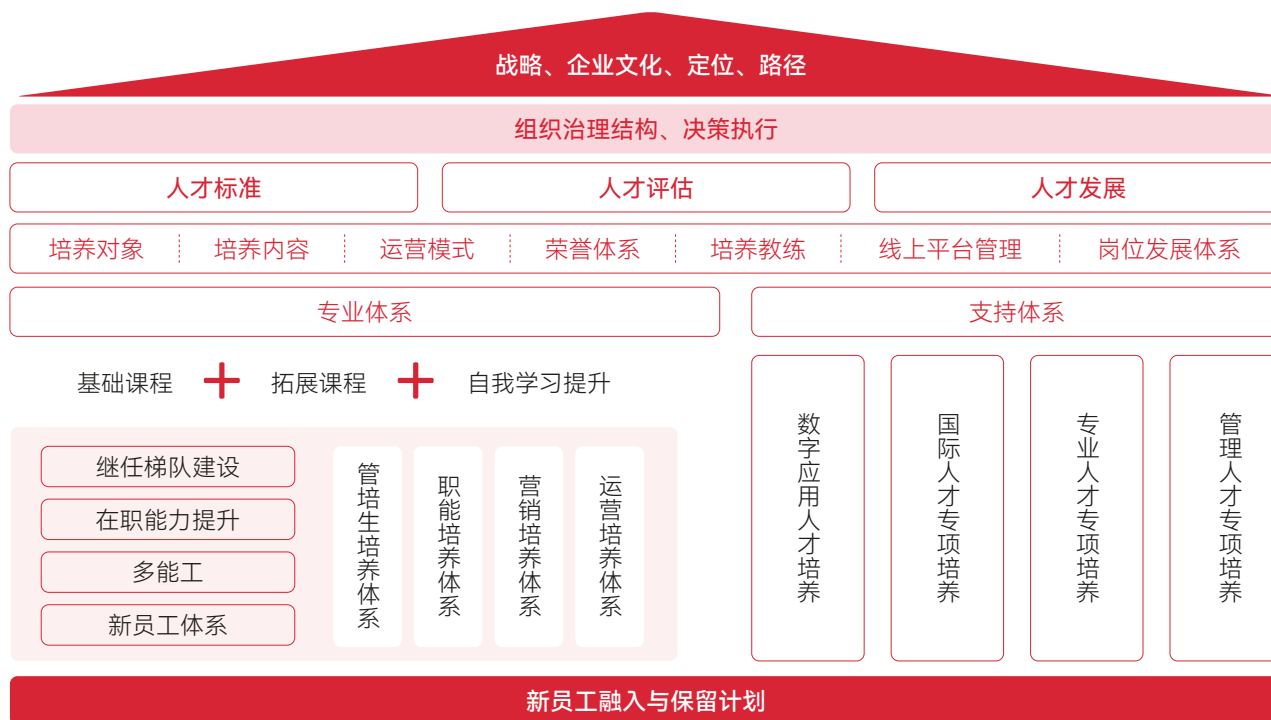 战略、企业文化、定位、路径
组织治理结构、决策执行
人才标准
人才评估
人才发展
培养对象
培养内容
运营模式
荣誉体系
培养教练
线上平台管理
岗位发展体系
专业体系
支持体系
基础课程
拓展课程
自我学习提升
继任梯队建设
在职能力提升
多能工
新员工体系
管培生培养体系
职能培养体系
营销培养体系
运营培养体系
数字应用人才培养
国际人才专项培养
专业人才专项培养
管理人才专项培养
新员工融入与保留计划